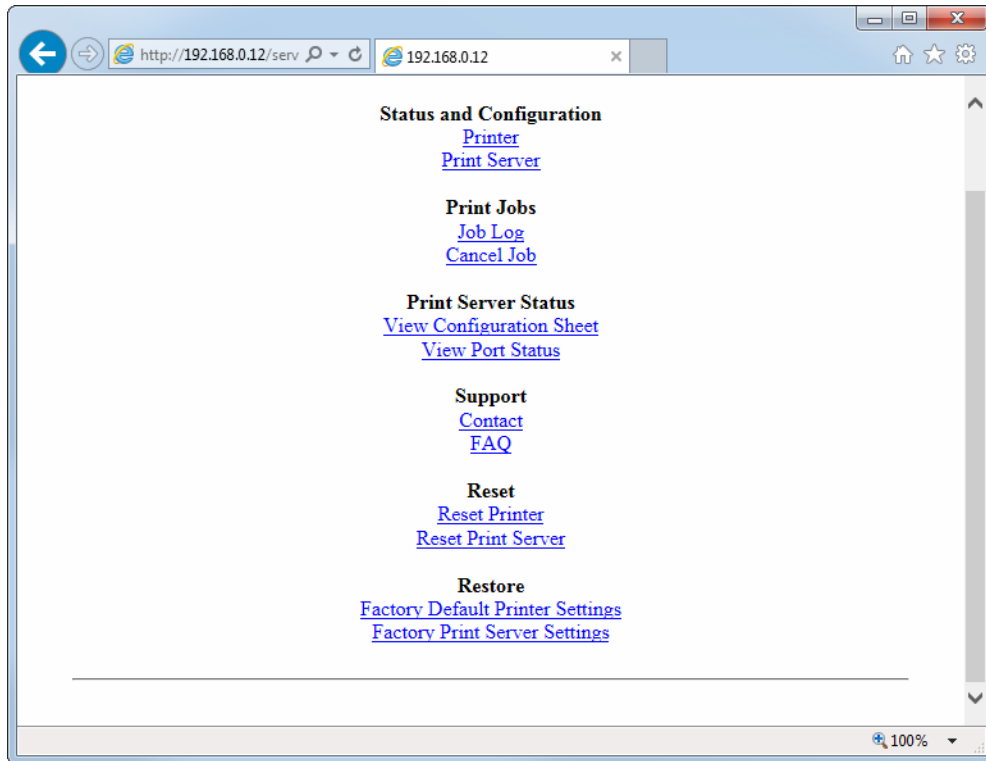 http://192.168.0.12/serv
192.168.0.12
Status and Configuration
Printer
Print Server
Print Jobs
Job Log
Cancel Job
Print Server Status
View Configuration Sheet
View Port Status
Support
Contact
FAQ
Reset
Reset Printer
Reset Print Server
Restore
Factory Default Printer Settings
Factory Print Server Settings
100%